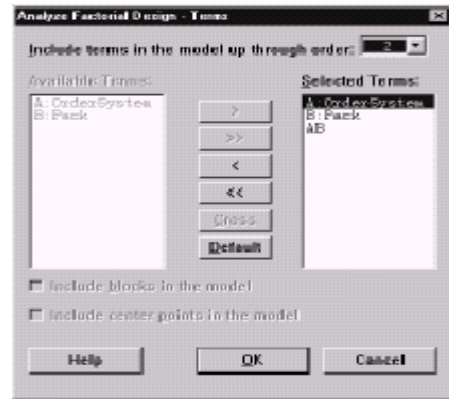 Analyze Factorial Design - Terms
Include terms in the model up through order: 2
Available Terms:
Selected Terms:
A:OrderSystem
B:Pack
A:OrderSystem
B:Pack
AB
>
>>
<
<<
Cross
Default
Include blocks in the model
Include center points in the model
Help
OK
Cancel